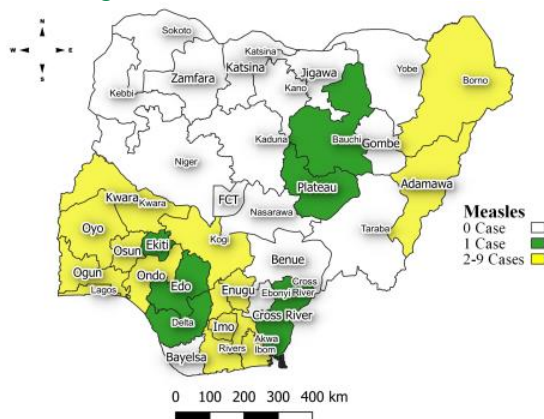 N
W
E
S
Sokoto
Katsina
Zamfara
Katsina
Jigawa
Yobe
Borno
Kebbi
Kano
Kaduna
Bauchi
Gombe
Niger
Plateau
Adamawa
Kwara
Kwara
FCT
Nasarawa
Taraba
Oyo
Kogi
Osun
Ekiti
Benue
Ogun
Ondo
Lagos
Edo
Enugu
Ebonyi
Cross
River
Delta
Imo
Cross River
Bayelsa
Rivers
Akwa
Ibom
Measles
0 Case
1 Case
2-9 Cases
0 100 200 300 400 km